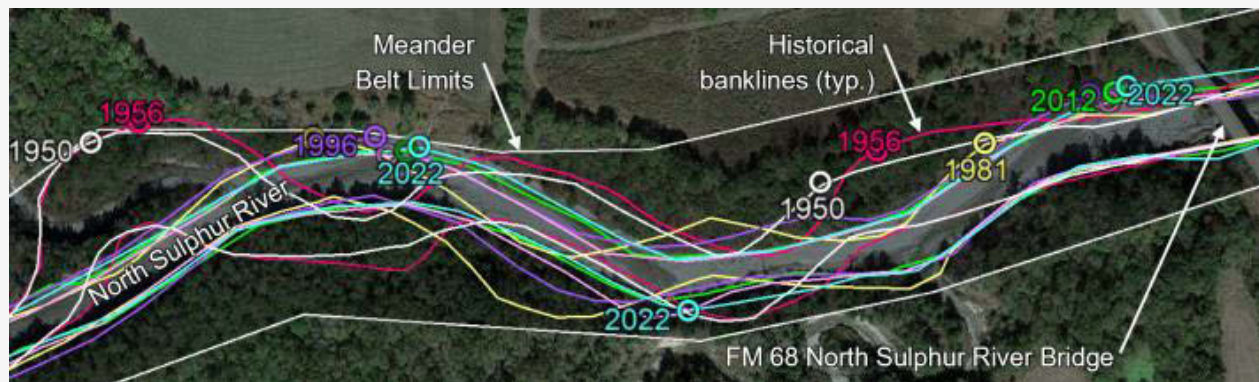 Meander
Belt Limits
Historical
banklines (typ.)
1956
1950
1996
2022
North Sulphur River
1956
1950
1981
2012
2022
2022
FM 68 North Sulphur River Bridge